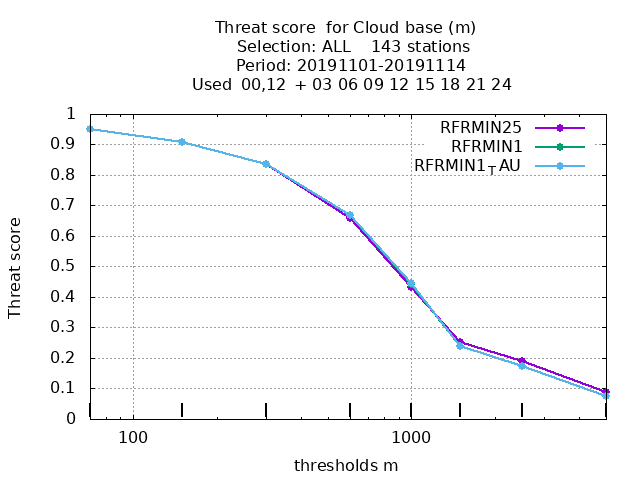 Threat score  for Cloud base (m)
Selection: ALL    143 stations
Period: 20191101-20191114
Used  00,12  + 03 06 09 12 15 18 21 24
1
0.9
0.8
0.7
0.6
0.5
0.4
0.3
0.2
0.1
0
Threat score
RFRMIN25
RFRMIN1
RFRMIN1TAU
100
1000
thresholds m